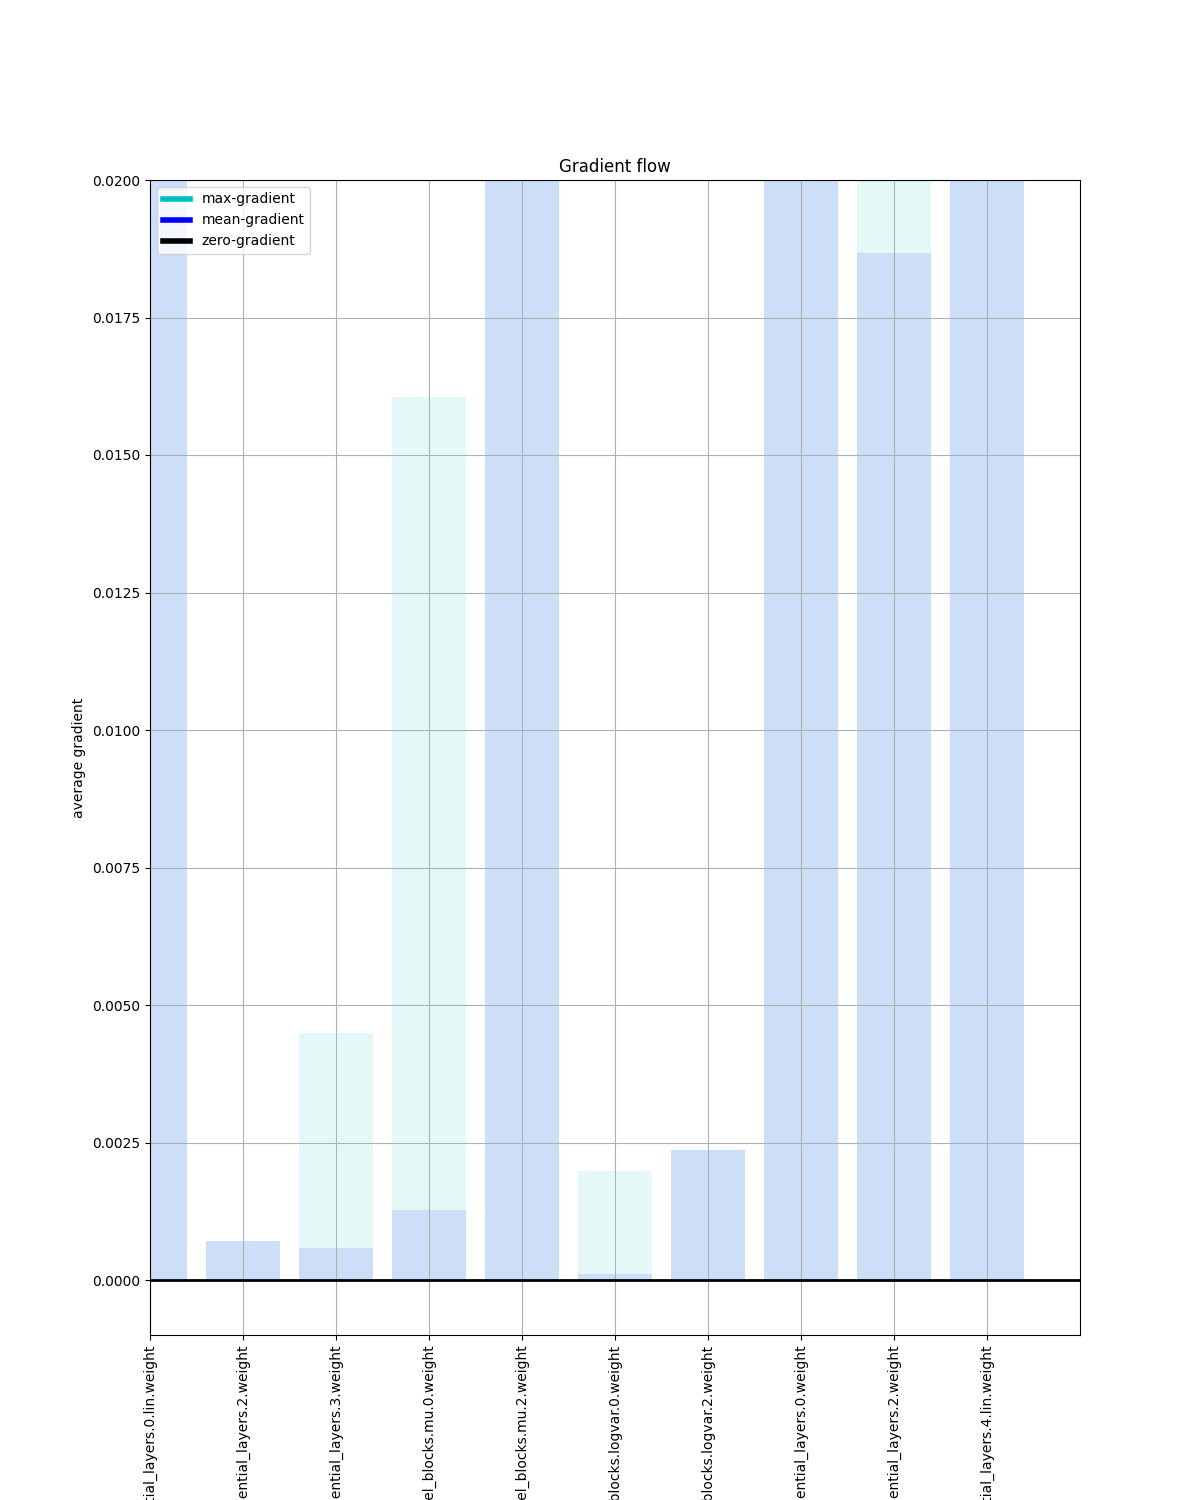 Gradient flow
max-gradient
mean-gradient
zero-gradient
average gradient
0.0200
0.0175
0.0150
0.0125
0.0100
0.0075
0.0050
0.0025
0.0000
tial_layers.0.lin.weight
ential_layers.2.weight
ential_layers.3.weight
el_blocks.mu.0.weight
el_blocks.mu.2.weight
blocks.logvar.0.weight
blocks.logvar.2.weight
ential_layers.0.weight
ential_layers.2.weight
tial_layers.4.lin.weight